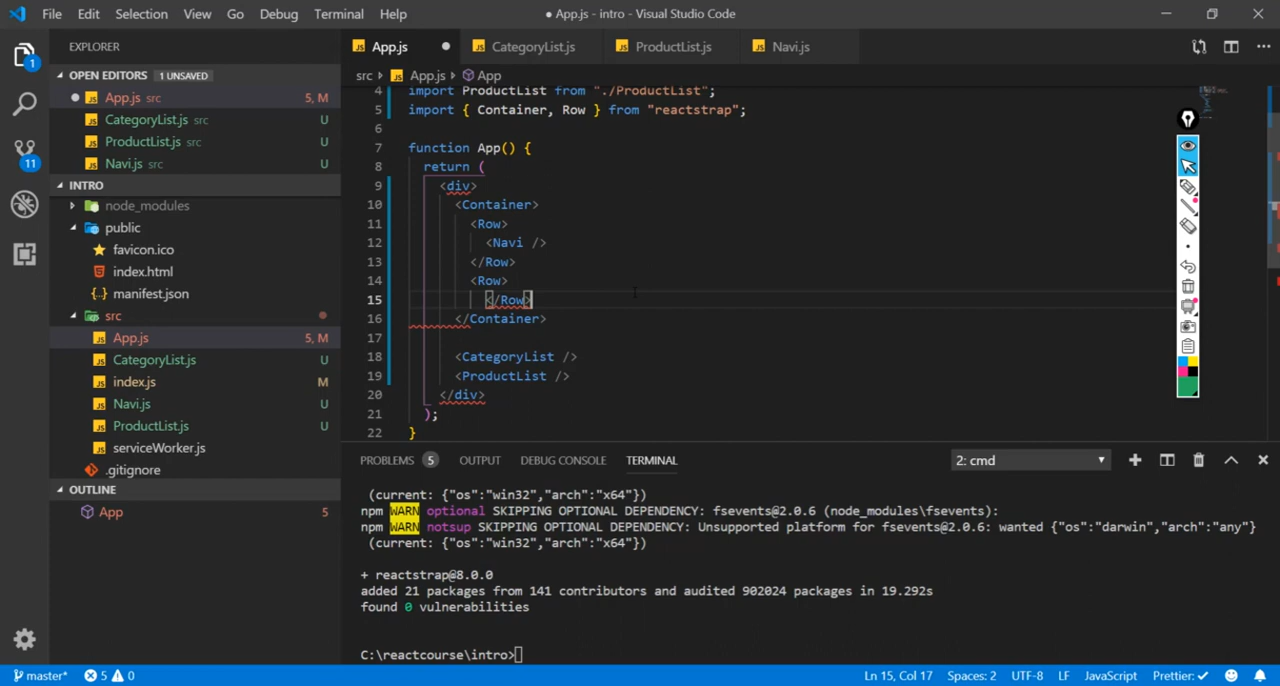 File Edit Selection View Go Debug Terminal Help ● App.js - intro - Visual Studio Code
EXPLORER
OPEN EDITORS 1 UNSAVED
App.js src 5, M
CategoryList.js src U
ProductList.js src U
Navi.js src U
INTRO
node_modules
public
favicon.ico
index.html
{..} manifest.json
src
App.js 5, M
CategoryList.js U
index.js M
Navi.js U
ProductList.js U
serviceWorker.js
.gitignore
OUTLINE
App 5
1
11
App.js ● CategoryList.js ProductList.js Navi.js
src > App.js > App
4 import ProductList from "./ProductList";
5 import { Container, Row } from "reactstrap";
6
7 function App() {
8 return (
9 <div>
10 <Container>
11 <Row>
12 <Navi />
13 </Row>
14 <Row>
15 </Row>
16 </Container>
17
18 <CategoryList />
19 <ProductList />
20 </div>
21 );
22 }
PROBLEMS 5 OUTPUT DEBUG CONSOLE TERMINAL 2: cmd
(current: {"os":"win32","arch":"x64"})
npm WARN optional SKIPPING OPTIONAL DEPENDENCY: fsevents@2.0.6 (node_modules\fsevents):
npm WARN notsup SKIPPING OPTIONAL DEPENDENCY: Unsupported platform for fsevents@2.0.6: wanted {"os":"darwin","arch":"any"}
(current: {"os":"win32","arch":"x64"})
+ reactstrap@8.0.0
added 21 packages from 141 contributors and audited 902024 packages in 19.292s
found 0 vulnerabilities
C:\reactcourse\intro>
master* 5 0 Ln 15, Col 17 Spaces: 2 UTF-8 LF JavaScript Prettier: ✓